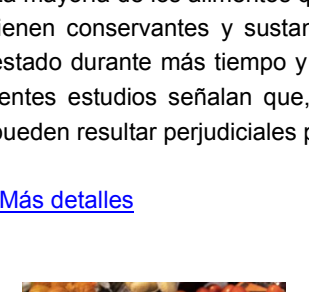 mayoría de los alimentos q
ienen conservantes y sustar
estado durante más tiempo y
entes estudios señalan que,
pueden resultar perjudiciales p
Más detalles